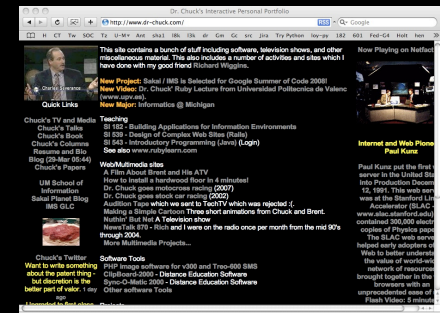 Dr. Chuck's Interactive Personal Portfolio
http://www.dr-chuck.com/
RSS
Google
H CT Tw SOC Tz
This site contains a bunch of stuff including software, television shows, and other
miscellaneous material. This also includes a number of activities and sites which I
have done with my good friend Richard Wiggins.
New Project: Sakai / IMS is Selected for Google Summer of Code 2008!
New Video: Dr. Chuck' Ruby Lecture from Universidad Politecnica de Valenc
(www.upv.es).
New Major: Informatics @ Michigan
Charles Severance
Quick Links
Chuck's TV and Media
Chuck's Talks
Chuck's Book
Chuck's Columns
Resume and Bio
Blog (29-Mar 05:44)
Chuck's Papers
UM School of
Information
Sakai Planet Blog
IMS GLC
Chuck's Twitter
Want to write something
about the patent thing -
but discretion is the
better part of valor. 1 day
ago
Teaching
SI 182 - Building Applications for Information Environments
SI 539 - Design of Complex Web Sites (Rails)
SI 543 - Introductory Programming (Java) (Login)
See also www.rubylearn.com
Web/Multimedia sites
A Film About Brent and His ATV
How to install a hardwood floor in 4 minutes!
Dr. Chuck goes motocross racing (2007)
Dr. Chuck goes stock car racing (2002)
Audition Tape which we sent to TechTV which was rejected :(.
Making a Simple Cartoon Three short animations from Chuck and Brent.
Nuthin' But Net A Television show
NewsTalk 870 - Rich and I were on the radio once per month from the mid 90's
through 2004.
More Multimedia Projects...
Software Tools
PHP image software for v300 and Treo-600 SMS
ClipBoard-2000 - Distance Education Software
Sync-O-Matic 2000 - Distance Education Software
Other software tools
Now Playing on Netfact
Internet and Web Pione
Paul Kunz
Paul Kunz put the first v
server in the United Sta
Into Production Decem
12, 1991. This web serv
was at the Stanford Lin
Accelerator (SLAC -
www.slac.stanford.edu)
contained 300,000 electr
copies of Physics pape
The SLAC web serve
helped early adopters of
Web to better understa
the value of world-wid
network of resources
brought together in the
browsers with an
unprecedented ease of
Flash Video: 5 minute